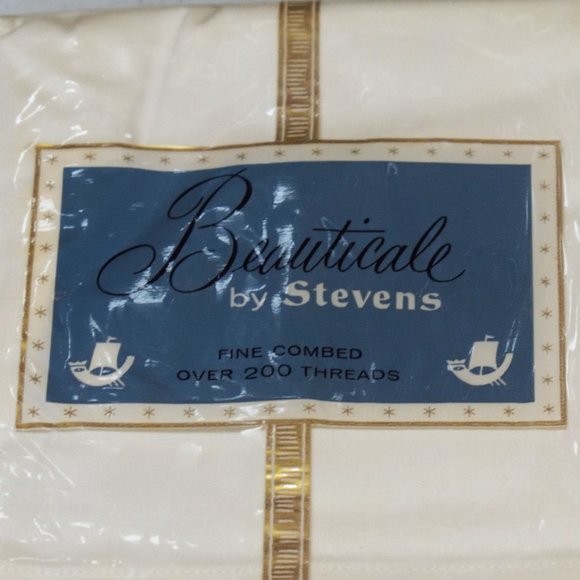 Beauticale
by Stevens
FINE COMBED
OVER 200 THREADS